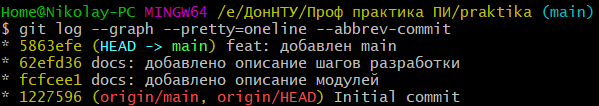 Home@Nikolay-PC MINGW64 /e/ДонНТУ/Проф практика ПИ/praktika (main)
$ git log --graph --pretty=oneline --abbrev-commit
* 5863efe (HEAD -> main) feat: добавлен main
* 62efd36 docs: добавлено описание шагов разработки
* fcfcee1 docs: добавлено описание модулей
* 1227596 (origin/main, origin/HEAD) Initial commit